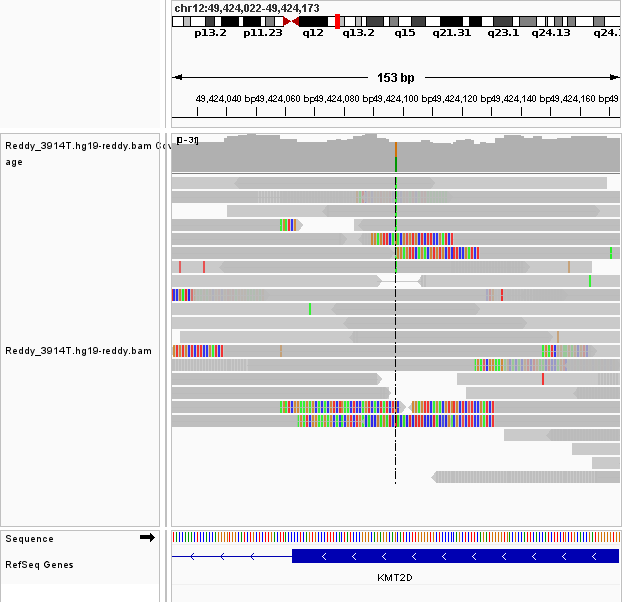 chr12:49,424,022-49,424,173
p13.2 p11.23 q12 q13.2 q15 q21.31 q23.1 q24.13 q24.
153 bp
49,424,040 bp 49,424,060 bp 49,424,080 bp 49,424,100 bp 49,424,120 bp 49,424,140 bp 49,424,160 bp 49
[0-31]
Reddy_3914T.hg19-reddy.bam Cov
age
Reddy_3914T.hg19-reddy.bam
Sequence
RefSeq Genes
KMT2D